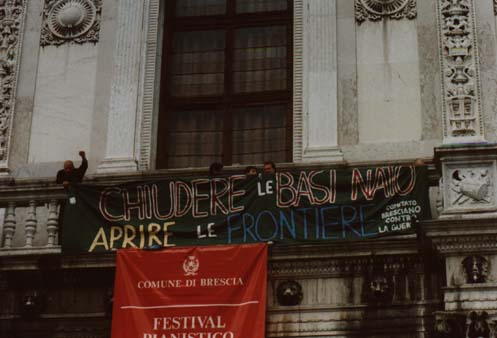 CHIUDERE LE BASI NATO
APRIRE LE FRONTIERE
COMITATO
BRESCIANO
CONTRO
LA GUERRA
COMUNE DI BRESCIA
FESTIVAL
PIANISTICO